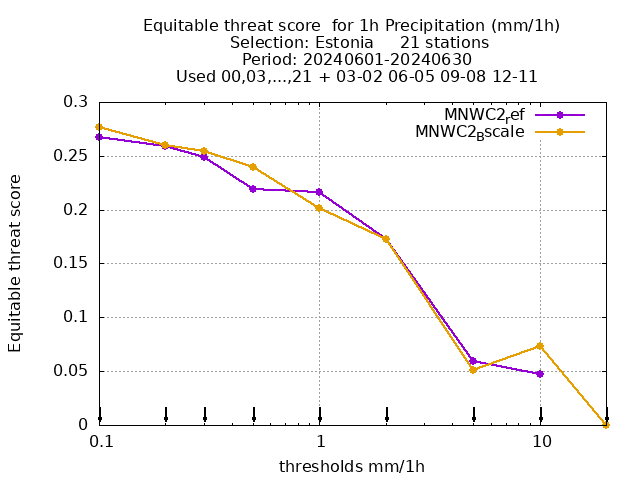 Equitable threat score  for 1h Precipitation (mm/1h)
Selection: Estonia     21 stations
Period: 20240601-20240630
Used 00,03,...,21 + 03-02 06-05 09-08 12-11
MNWC2ref
MNWC2Bscale
Equitable threat score
0.3
0.25
0.2
0.15
0.1
0.05
0
0.1
1
10
thresholds mm/1h